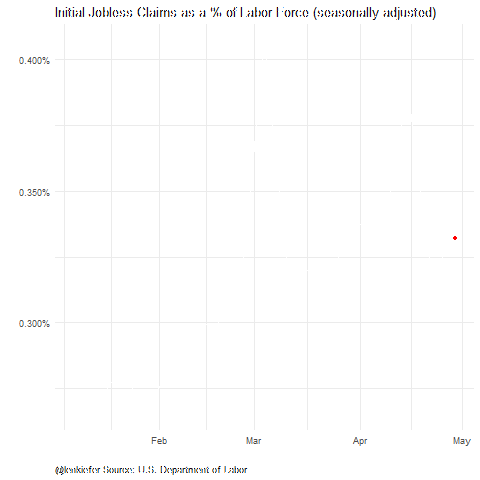 Initial Jobless Claims as a % of Labor Force (seasonally adjusted)
0.400%
0.350%
0.300%
Feb Mar Apr May
@lenkiefer Source: U.S. Department of Labor